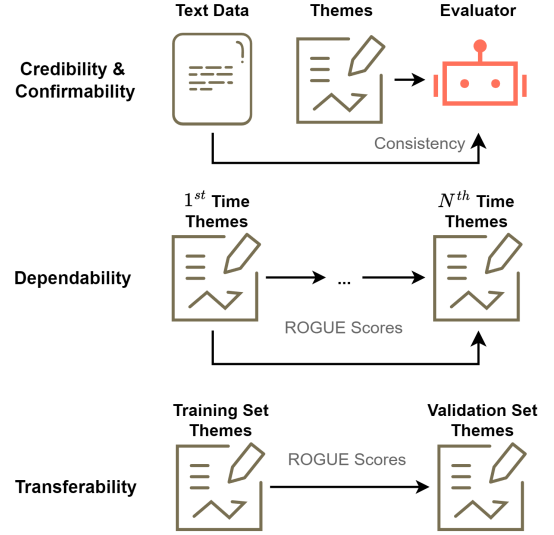 Text Data
Themes
Evaluator
Credibility &
Confirmability
Consistency
1st Time
Themes
Nth Time
Themes
Dependability
...
ROGUE Scores
Training Set
Themes
Validation Set
Themes
ROGUE Scores
Transferability